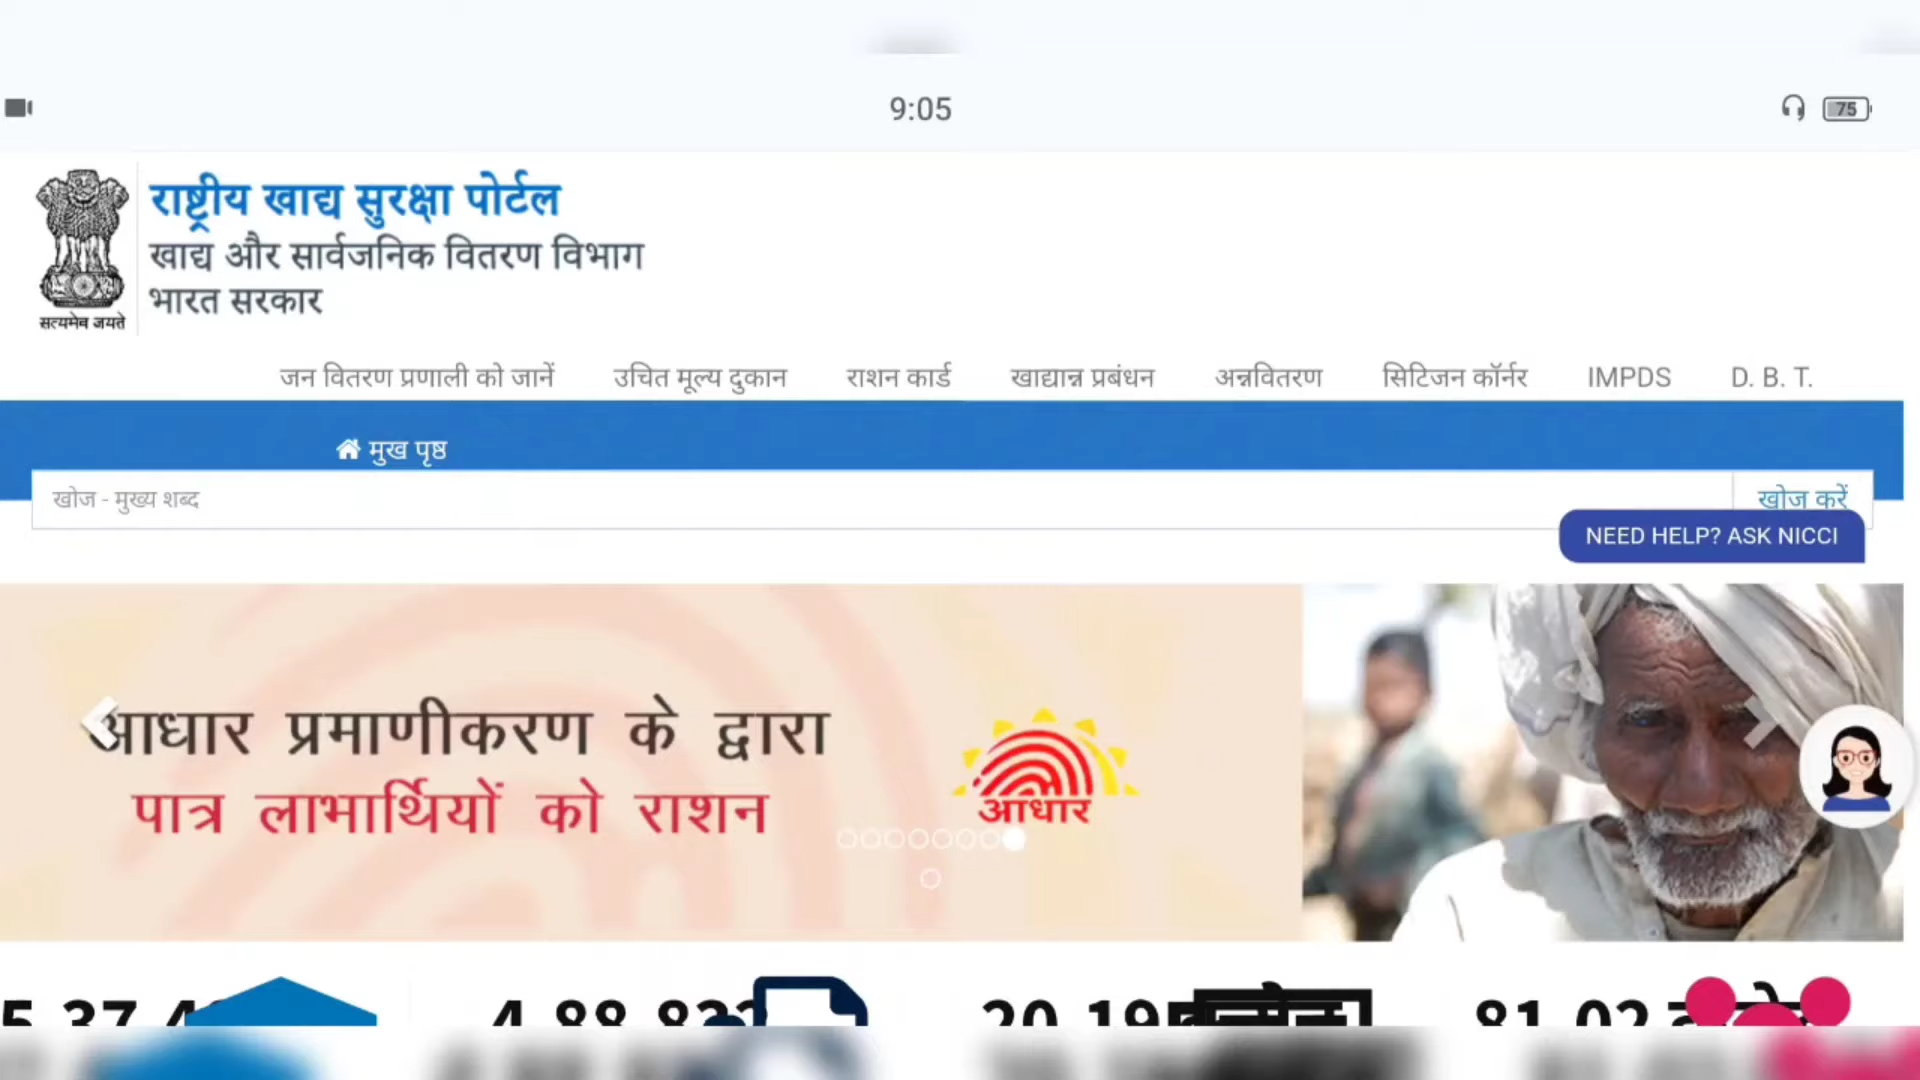 9:05
75
राष्ट्रीय खाद्य सुरक्षा पोर्टल
खाद्य और सार्वजनिक वितरण विभाग
भारत सरकार
सत्यमेव जयते
जन वितरण प्रणाली को जानें उचित मूल्य दुकान राशन कार्ड खाद्यान्न प्रबंधन अन्नवितरण सिटिजन कॉर्नर IMPDS D. B. T.
मुख पृष्ठ
खोज - मुख्य शब्द खोज करें
NEED HELP? ASK NICCI
आधार प्रमाणीकरण के द्वारा
पात्र लाभार्थियों को राशन
आधार